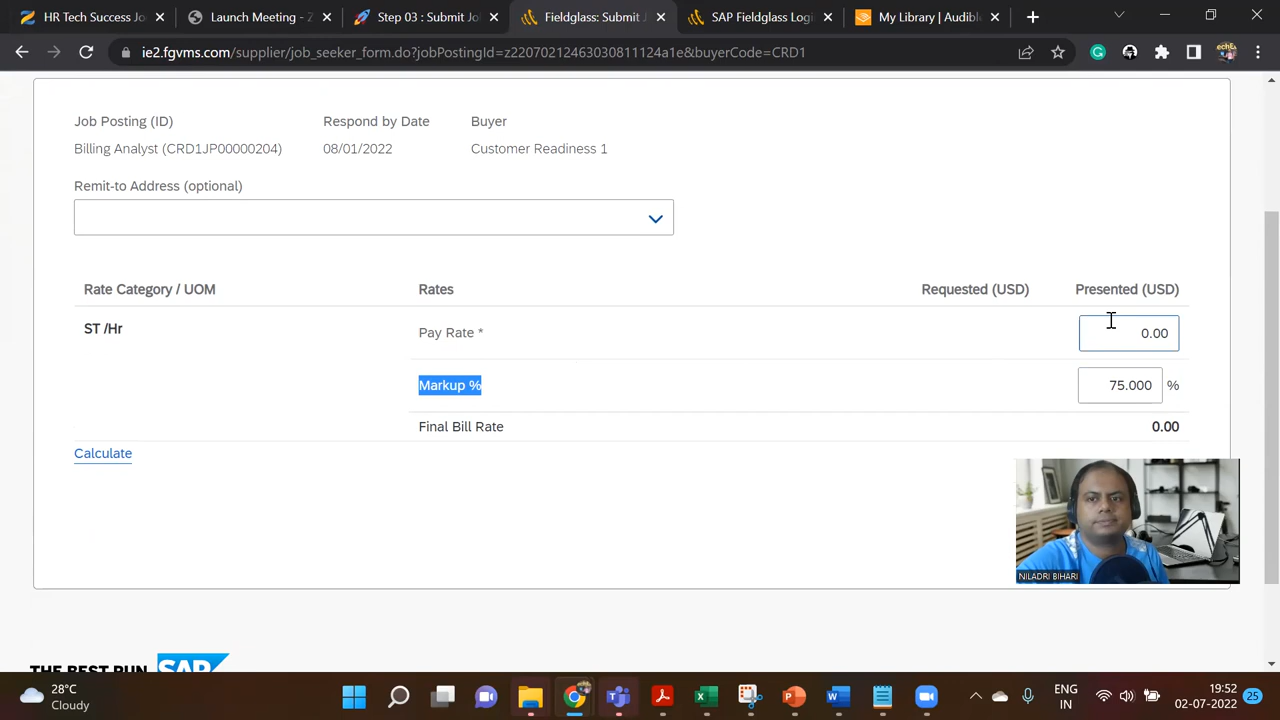 HR Tech Success Jo
Launch Meeting - Z
Step 03 : Submit Jo
Fieldglass: Submit J
SAP Fieldglass Logi
My Library | Audibl
ie2.fgvms.com/supplier/job_seeker_form.do?jobPostingId=z22070212463030811124a1e&buyerCode=CRD1
Job Posting (ID)
Respond by Date
Buyer
Billing Analyst (CRD1JP00000204)
08/01/2022
Customer Readiness 1
Remit-to Address (optional)
Rate Category / UOM
Rates
Requested (USD)
Presented (USD)
ST /Hr
Pay Rate *
0.00
Markup %
75.000 %
Final Bill Rate
0.00
Calculate
NILADRI BIHARI
THE BEST RUN SAP
28°C
Cloudy
ENG
IN
19:52
02-07-2022
25